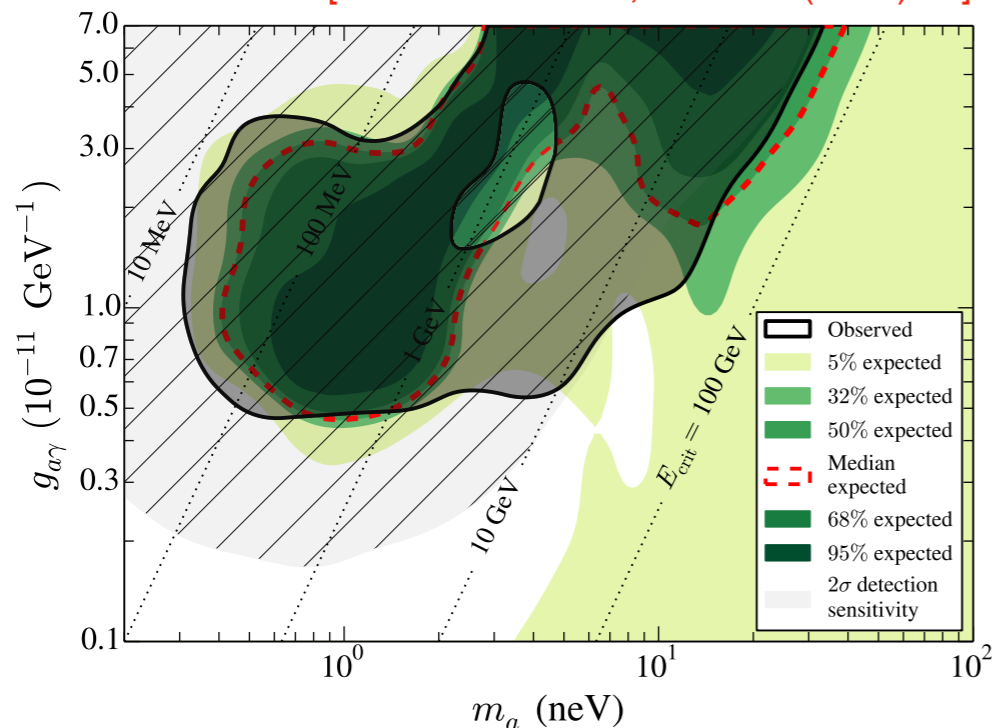 7.0
5.0
3.0
1.0
0.7
0.5
0.3
0.1
g_{aγ} (10^{−11} GeV^{−1})
10 MeV
100 MeV
1 GeV
10 GeV
E_{crit} = 100 GeV
Observed
5% expected
32% expected
50% expected
Median
expected
68% expected
95% expected
2σ detection
sensitivity
10^0
10^1
10^2
m_a (neV)